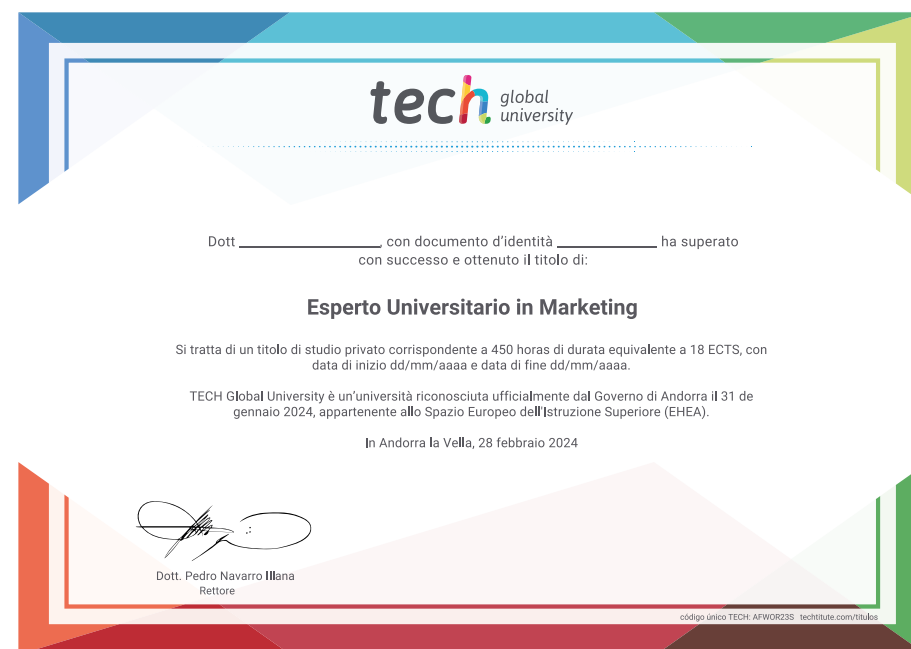 tech global university
Dott ____________, con documento d'identità ____________ ha superato
con successo e ottenuto il titolo di:
Esperto Universitario in Marketing
Si tratta di un titolo di studio privato corrispondente a 450 horas di durata equivalente a 18 ECTS, con
data di inizio dd/mm/aaaa e data di fine dd/mm/aaaa.
TECH Global University è un'università riconosciuta ufficialmente dal Governo di Andorra il 31 de
gennaio 2024, appartenente allo Spazio Europeo dell'Istruzione Superiore (EHEA).
In Andorra la Vella, 28 febbraio 2024
Dott. Pedro Navarro Illana
Rettore
código único TECH: AFWOR23S techtitute.com/titulos